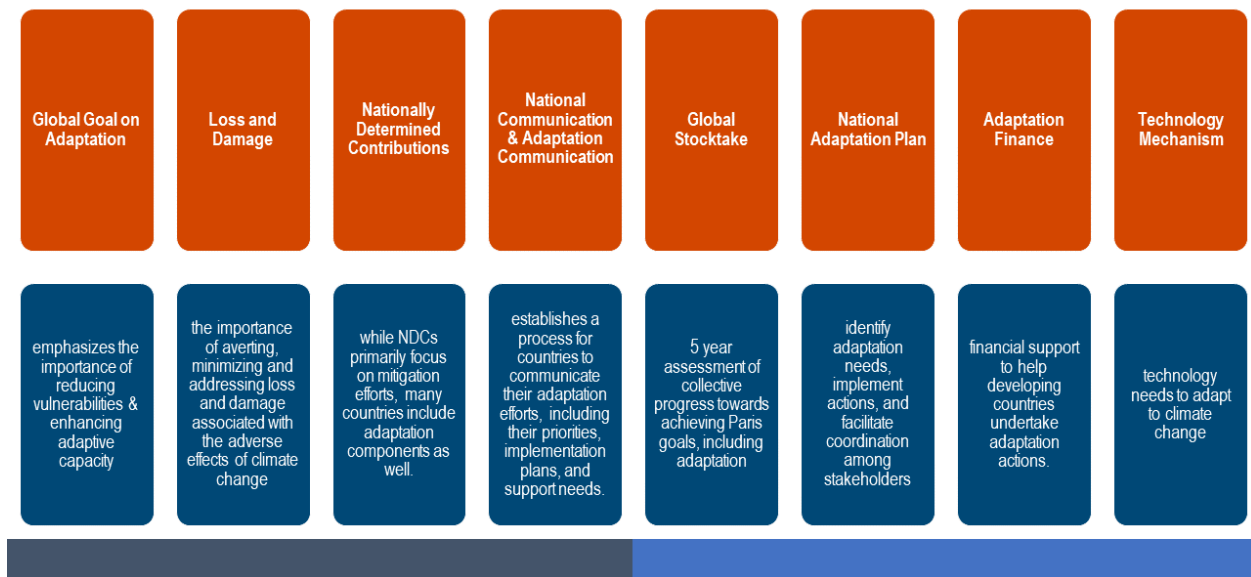 Global Goal on
Adaptation
Loss and
Damage
Nationally
Determined
Contributions
National
Communication
& Adaptation
Communication
Global
Stocktake
National
Adaptation Plan
Adaptation
Finance
Technology
Mechanism
emphasizes the
importance of
reducing
vulnerabilities &
enhancing
adaptive
capacity
the importance
of averting,
minimizing and
addressing loss
and damage
associated with
the adverse
effects of climate
change
while NDCs
primarily focus
on mitigation
efforts, many
countries include
adaptation
components as
well.
establishes a
process for
countries to
communicate
their adaptation
efforts, including
their priorities,
implementation
plans, and
support needs.
5 year
assessment of
collective
progress towards
achieving Paris
goals, including
adaptation
identify
adaptation
needs,
implement
actions, and
facilitate
coordination
among
stakeholders
financial support
to help
developing
countries
undertake
adaptation
actions.
technology
needs to adapt
to climate
change